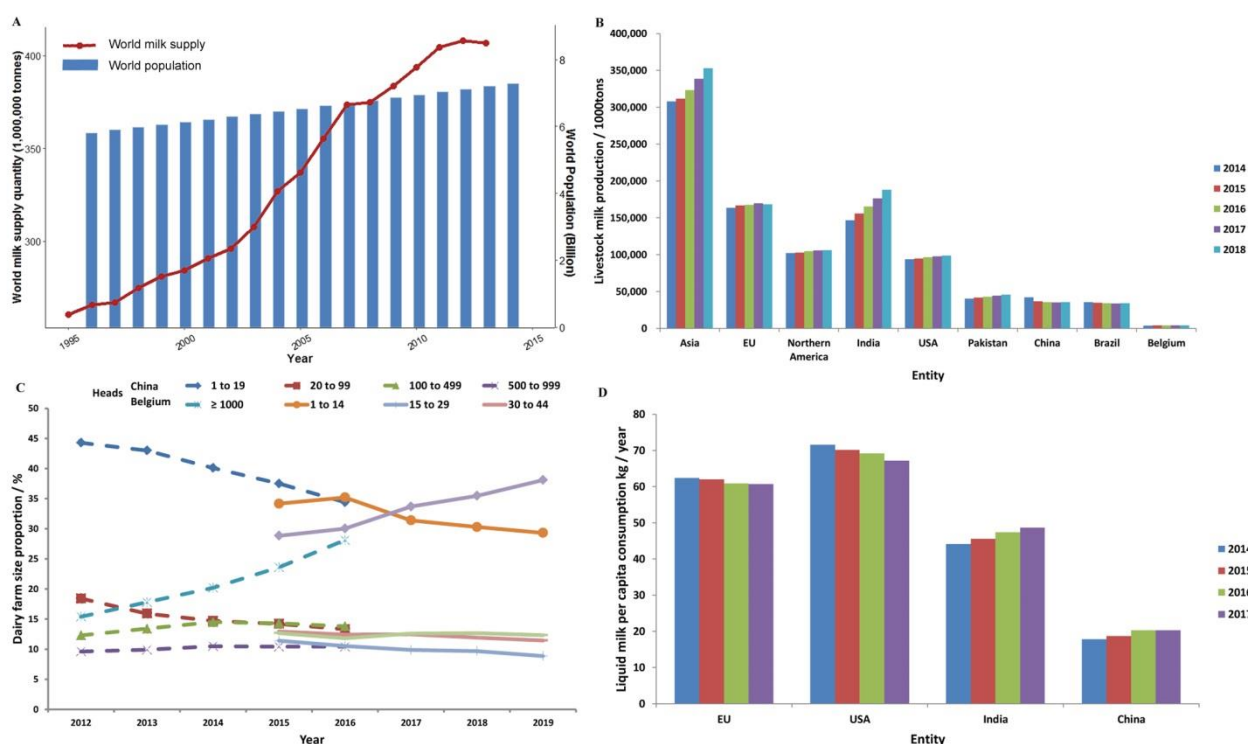 A
World milk supply
World population
World milk supply quantity (1,000,000 tonnes)
400
350
300
8
6
4
2
0
World Population (Billion)
1995
2000
2005
2010
2015
Year
B
Livestock milk production / 1000tons
400,000
350,000
300,000
250,000
200,000
150,000
100,000
50,000
0
Asia
EU
Northern
America
India
USA
Pakistan
China
Brazil
Belgium
Entity
2014
2015
2016
2017
2018
C
Heads
China
Belgium
1 to 19
20 to 99
100 to 499
500 to 999
≥ 1000
1 to 14
15 to 29
30 to 44
Dairy farm size proportion / %
50
45
40
35
30
25
20
15
10
5
0
2012
2013
2014
2015
2016
2017
2018
2019
Year
D
Liquid milk per capita consumption kg / year
80
70
60
50
40
30
20
10
0
EU
USA
India
China
Entity
2014
2015
2016
2017